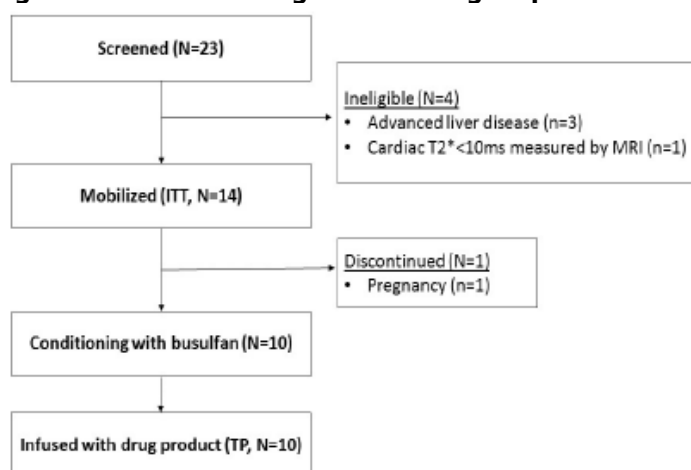 Screened (N=23)
Ineligible (N=4)
• Advanced liver disease (n=3)
• Cardiac T2*<10ms measured by MRI (n=1)
Mobilized (ITT, N=14)
Discontinued (N=1)
• Pregnancy (n=1)
Conditioning with busulfan (N=10)
Infused with drug product (TP, N=10)